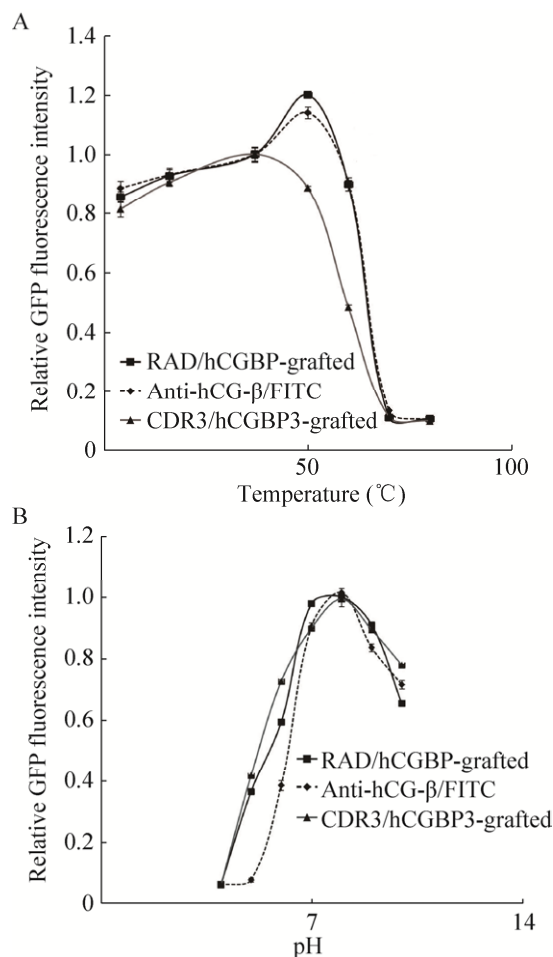 A
Relative GFP fluorescence intensity
1.4
1.2
1.0
0.8
0.6
0.4
0.2
0
RAD/hCGBP-grafted
Anti-hCG-β/FITC
CDR3/hCGBP3-grafted
50
100
Temperature (℃)
B
Relative GFP fluorescence intensity
1.2
1.0
0.8
0.6
0.4
0.2
0
RAD/hCGBP-grafted
Anti-hCG-β/FITC
CDR3/hCGBP3-grafted
7
14
pH